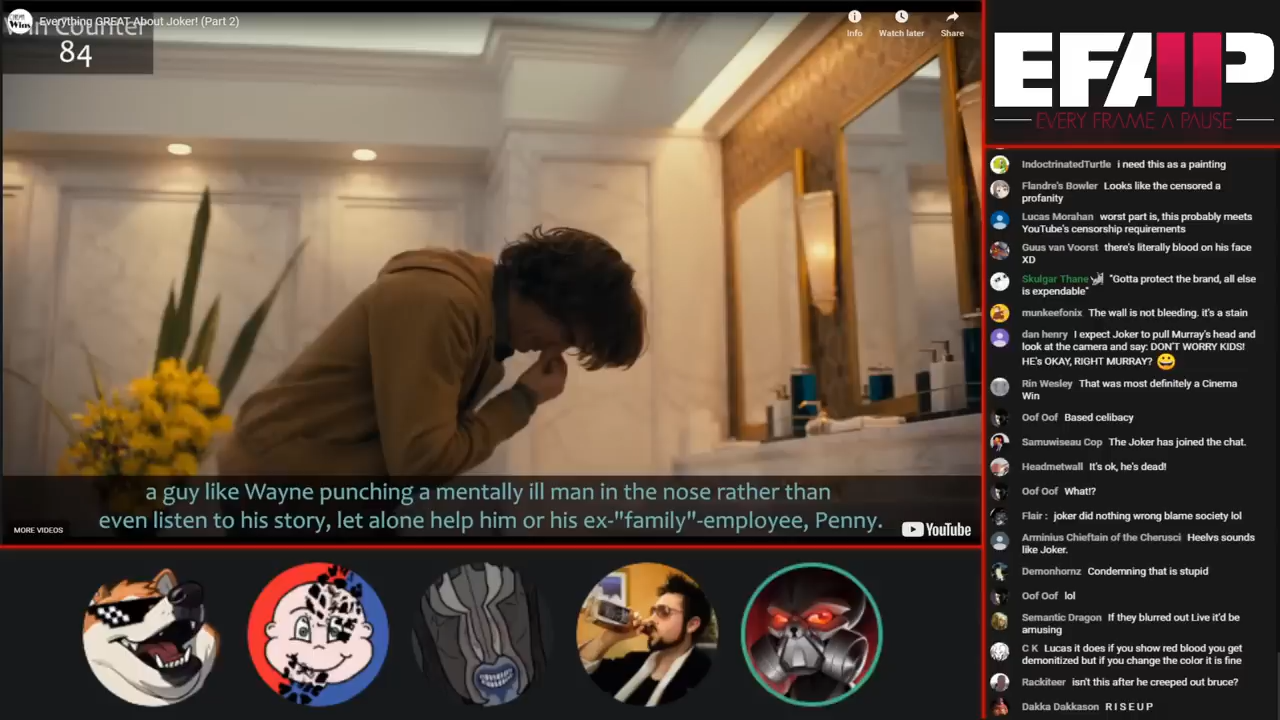 Everything GREAT About Joker! (Part 2)
Win Counter
84
Info
Watch later
Share
a guy like Wayne punching a mentally ill man in the nose rather than
even listen to his story, let alone help him or his ex-"family"-employee, Penny.
MORE VIDEOS
YouTube
EFAP
EVERY FRAME A PAUSE
IndoctrinatedTurtle i need this as a painting
Flandre's Bowler Looks like the censored a
profanity
Lucas Morahan worst part is, this probably meets
YouTube's censorship requirements
Guus van Voorst there's literally blood on his face
XD
Skulgar Thane "Gotta protect the brand, all else
is expendable"
munkeefonix The wall is not bleeding. it's a stain
dan henry I expect Joker to pull Murray's head and
look at the camera and say: DON'T WORRY KIDS!
HE'S OKAY, RIGHT MURRAY?
Rin Wesley That was most definitely a Cinema
Win
Oof Oof Based celibacy
Samuwiseau Cop The Joker has joined the chat.
Headmetwall It's ok, he's dead!
Oof Oof What!?
Flair : joker did nothing wrong blame society lol
Arminius Chieftain of the Cherusci Heelvs sounds
like Joker.
Demonhornz Condemning that is stupid
Oof Oof lol
Semantic Dragon If they blurred out Live it'd be
amusing
C K Lucas it does if you show red blood you get
demonitized but if you change the color it is fine
Rackiteer isn't this after he creeped out bruce?
Dakka Dakkason R I S E U P